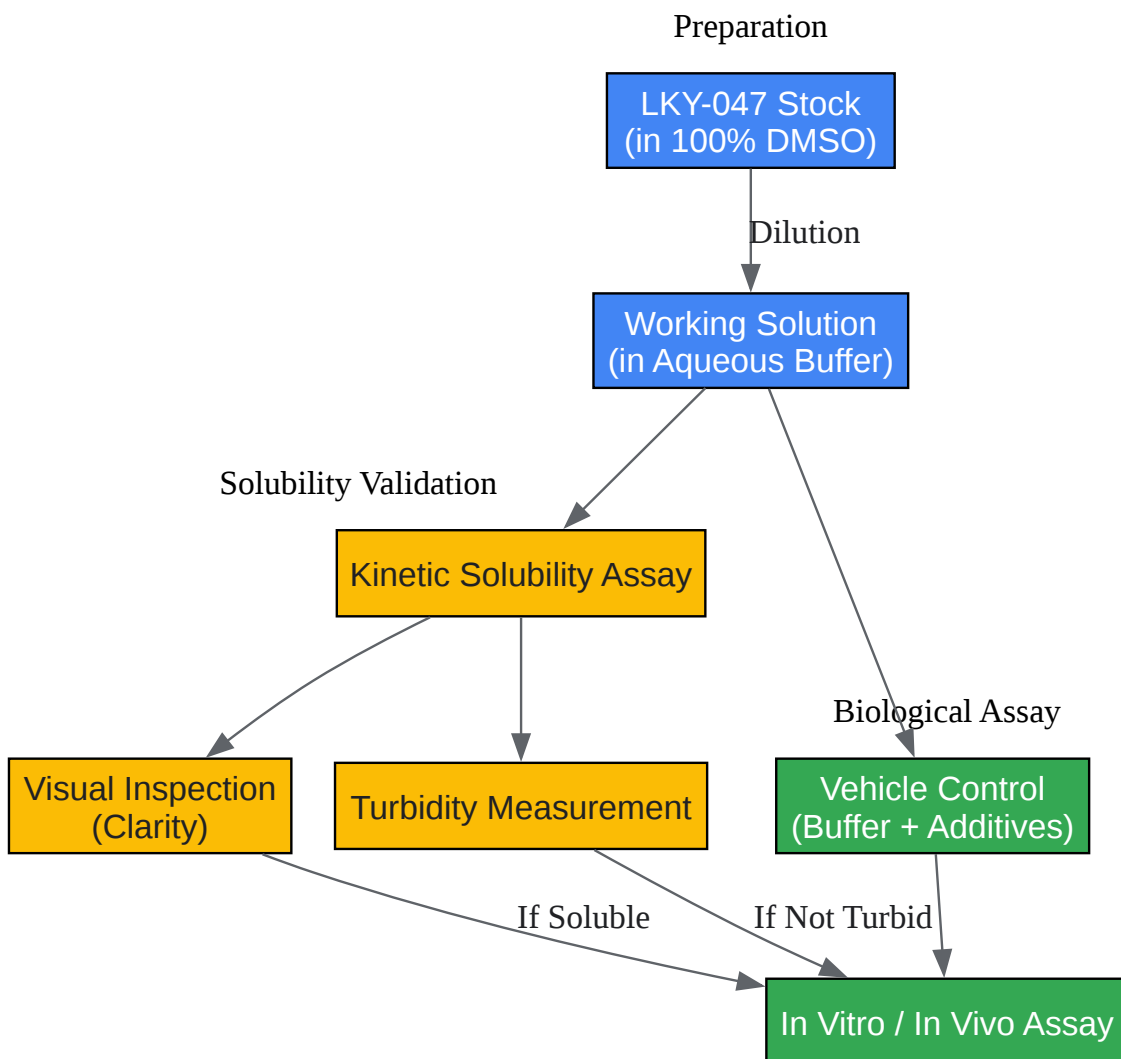 Preparation
LKY-047 Stock
(in 100% DMSO)
Dilution
Working Solution
(in Aqueous Buffer)
Solubility Validation
Kinetic Solubility Assay
Biological Assay
Visual Inspection
(Clarity)
Turbidity Measurement
Vehicle Control
(Buffer + Additives)
If Soluble
If Not Turbid
In Vitro / In Vivo Assay